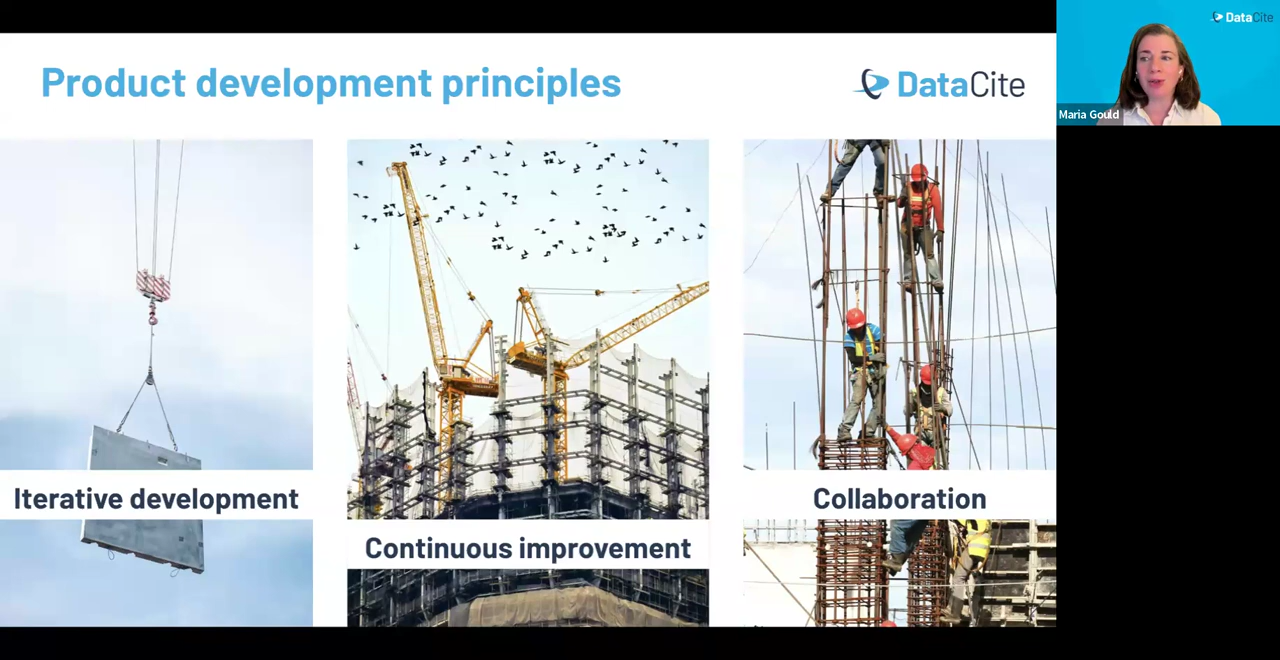 Product development principles
DataCite
DataCite
Maria Gould
Iterative development
Continuous improvement
Collaboration